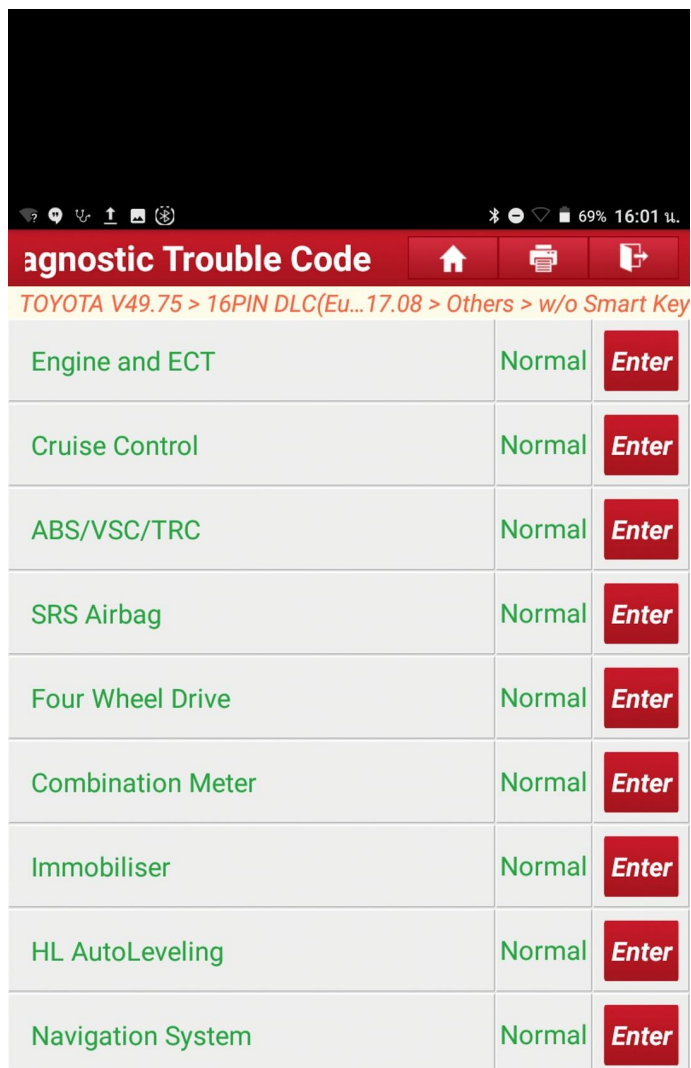 69% 16:01 น.
agnostic Trouble Code
TOYOTA V49.75 > 16PIN DLC(Eu...17.08 > Others > w/o Smart Key
Engine and ECT Normal Enter
Cruise Control Normal Enter
ABS/VSC/TRC Normal Enter
SRS Airbag Normal Enter
Four Wheel Drive Normal Enter
Combination Meter Normal Enter
Immobiliser Normal Enter
HL AutoLeveling Normal Enter
Navigation System Normal Enter